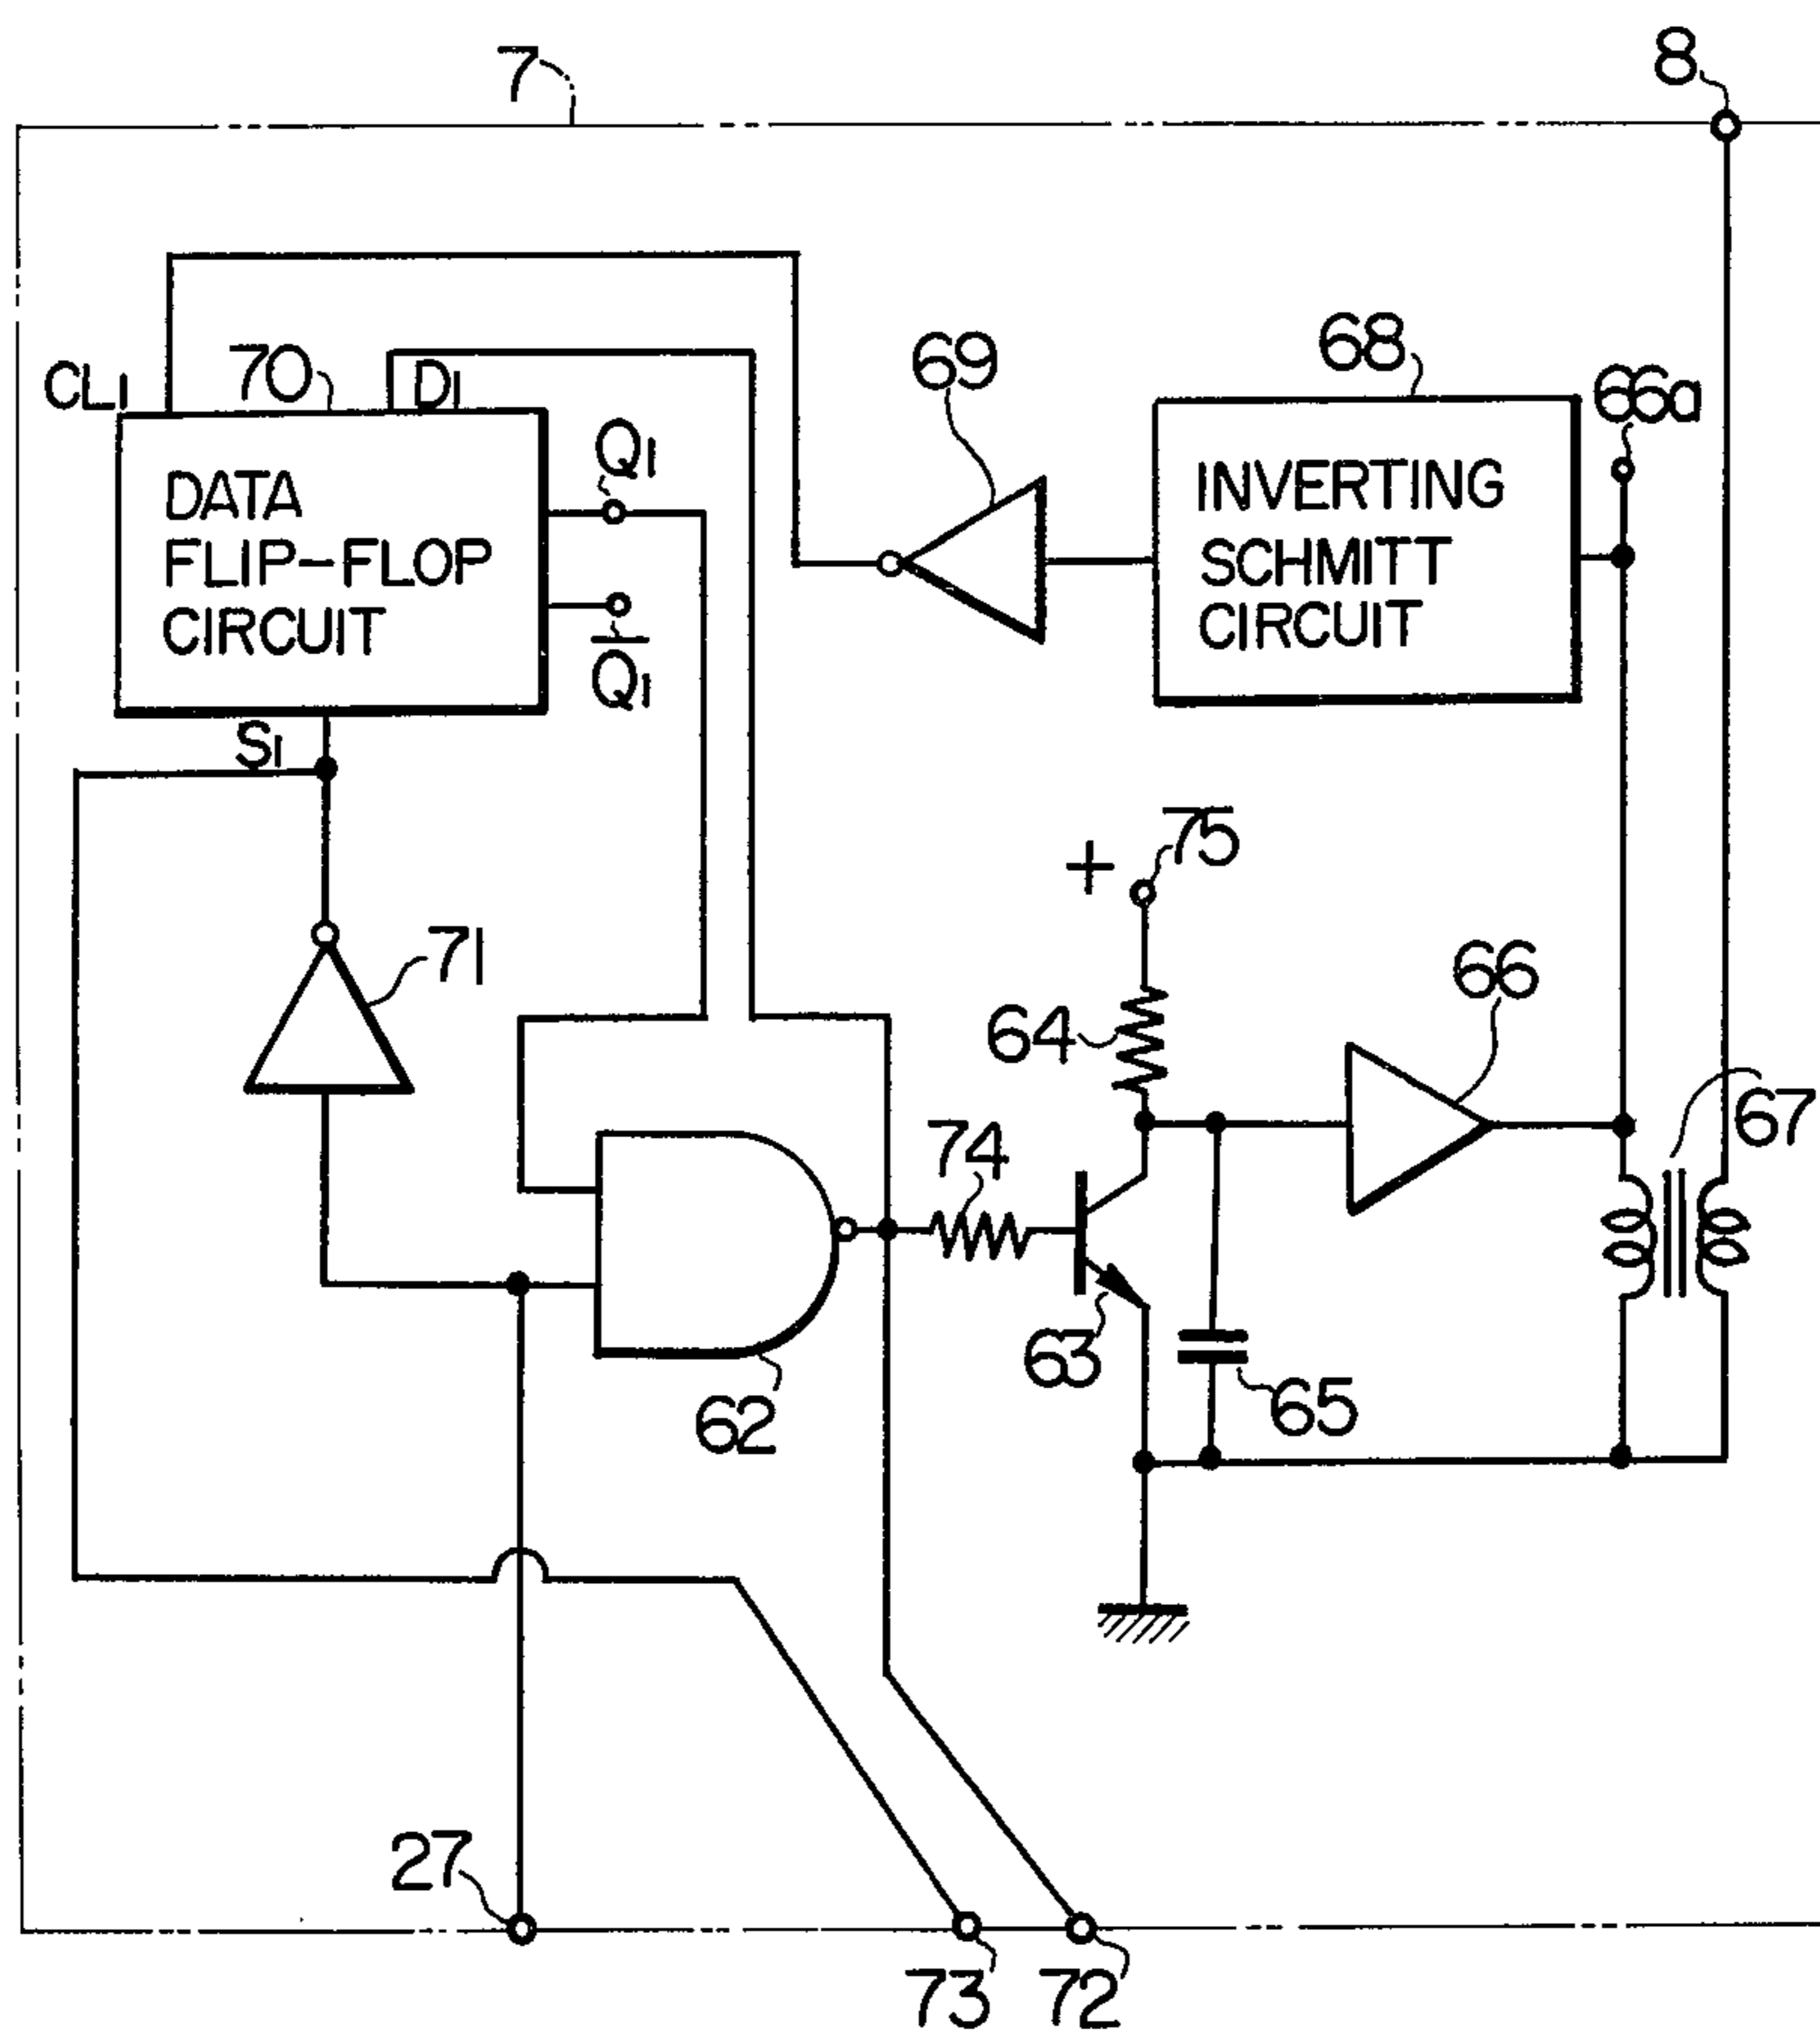 7
8
CL1
70
D1
69
68
66a
Q1
DATA
FLIP-FLOP
CIRCUIT
INVERTING
SCHMITT
CIRCUIT
Q̅1
S1
+
75
71
64
66
67
74
63
65
62
27
73
72